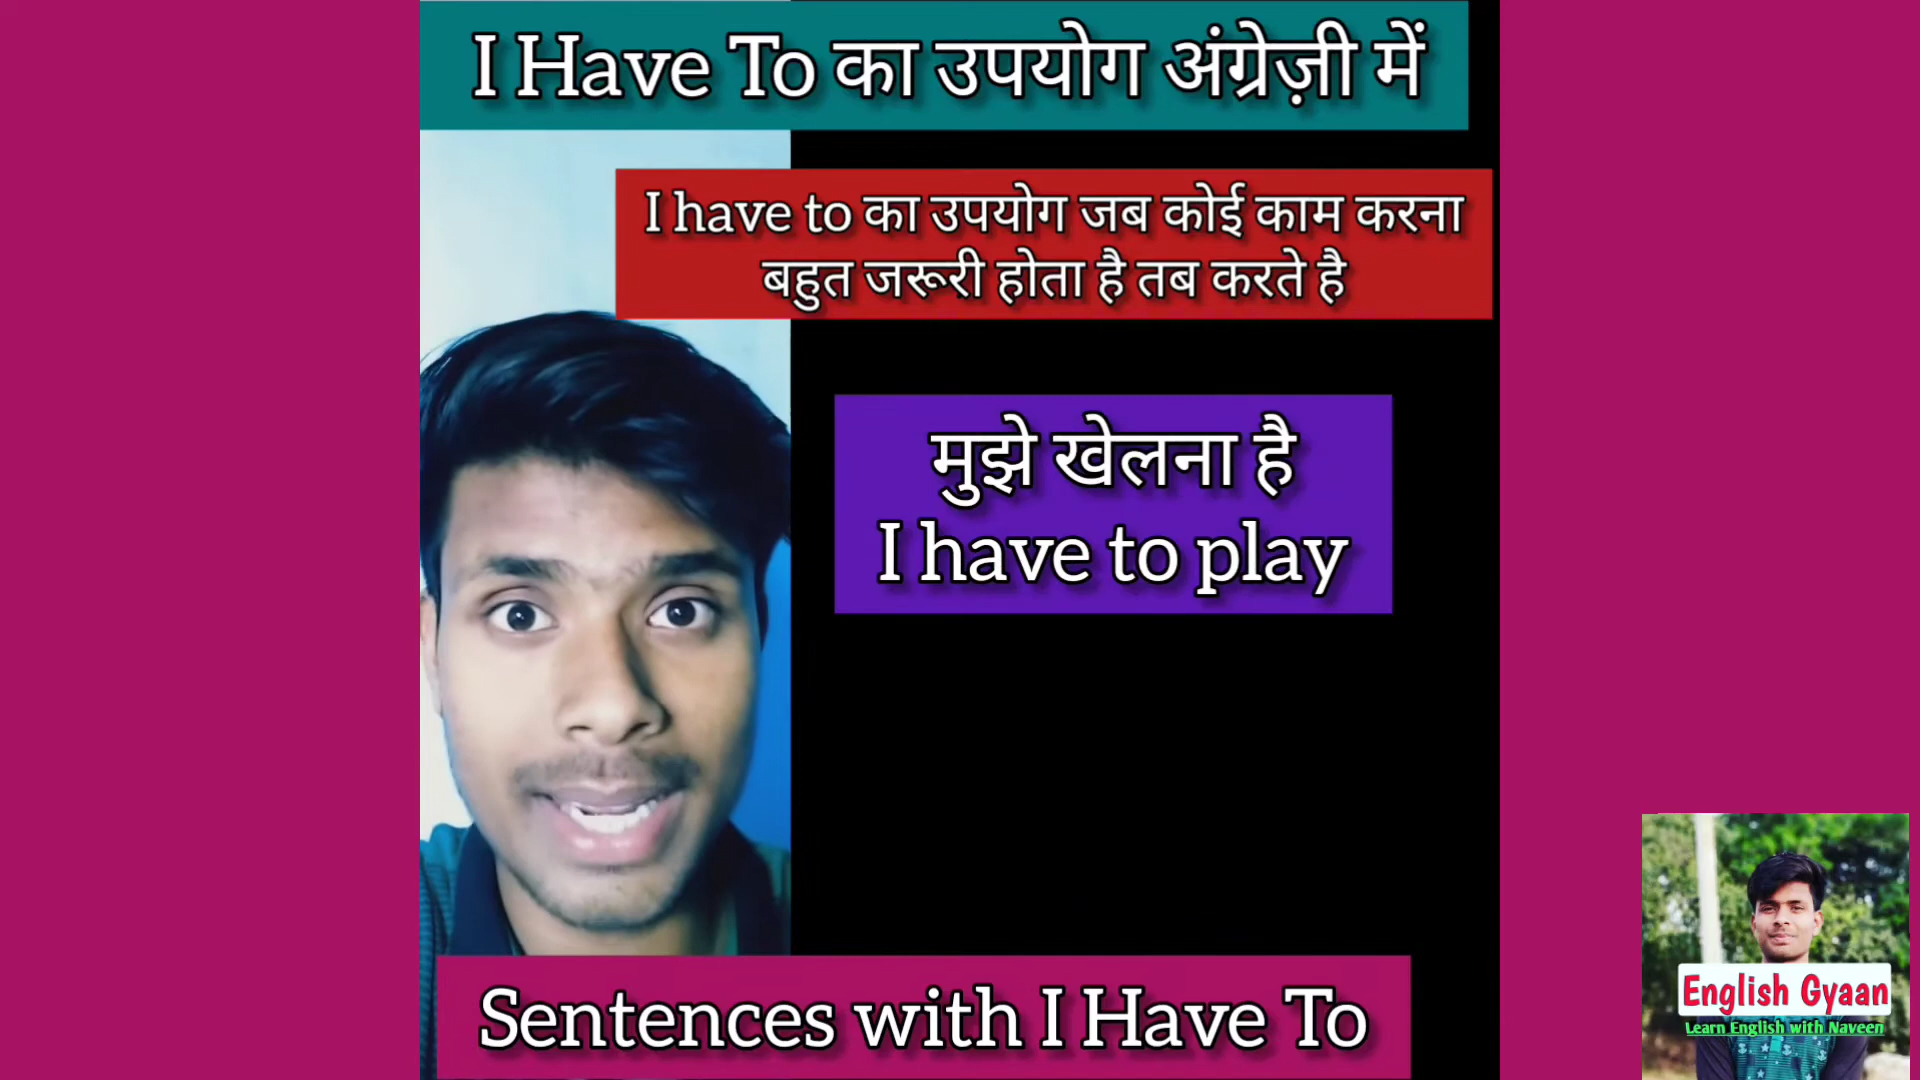 I Have To का उपयोग अंग्रेज़ी में
I have to का उपयोग जब कोई काम करना
बहुत जरूरी होता है तब करते है
मुझे खेलना है
I have to play
Sentences with I Have To
English Gyaan
Learn English with Naveen